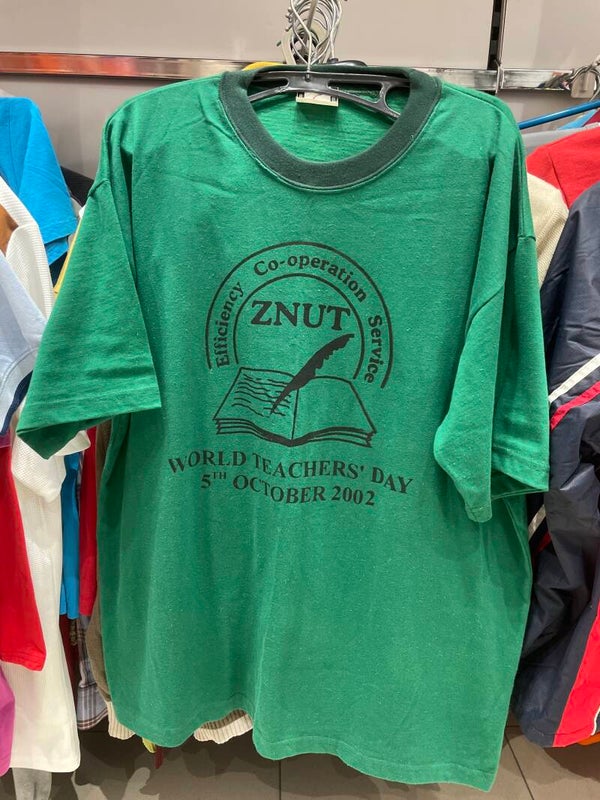 Efficiency Co-operation Service
ZNUT
WORLD TEACHERS' DAY
5TH OCTOBER 2002